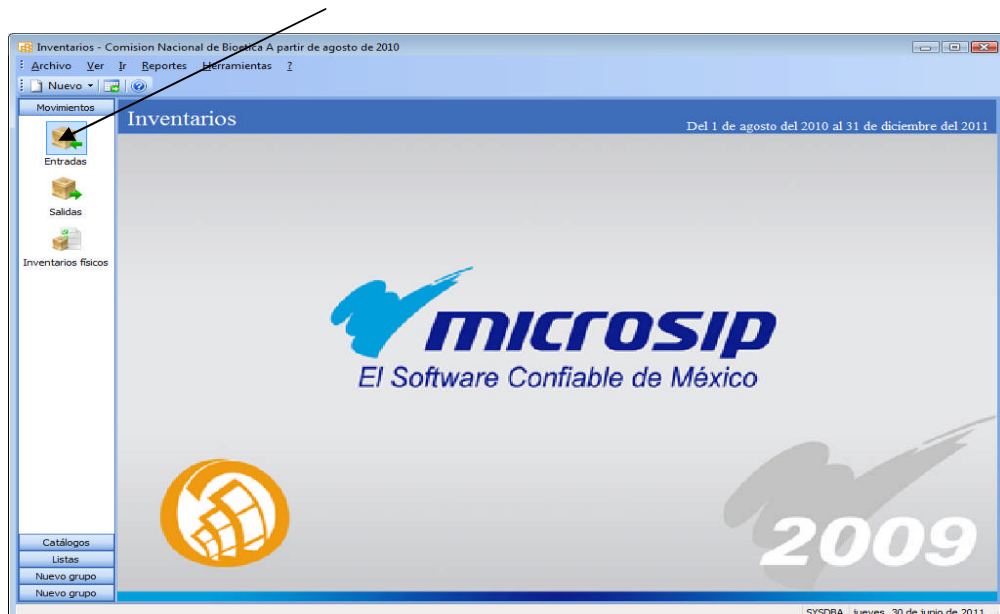 Inventarios - Comision Nacional de Bioetica A partir de agosto de 2010
Archivo Ver Ir Reportes Herramientas ?
Nuevo
Movimientos
Inventarios
Del 1 de agosto del 2010 al 31 de diciembre del 2011
Entradas
Salidas
Inventarios físicos
microsip
El Software Confiable de México
2009
Catálogos
Listas
Nuevo grupo
Nuevo grupo
SYSDBA jueves, 30 de junio de 2011